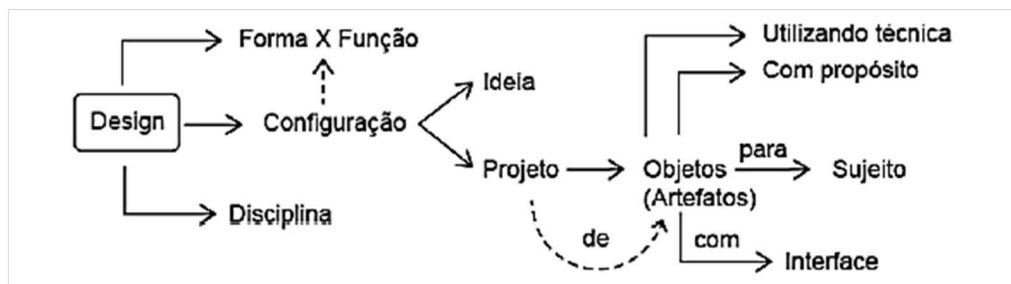 Forma X Função
Utilizando técnica
Com propósito
Ideia
Design
Configuração
para
Projeto
Objetos
(Artefatos)
Sujeito
Disciplina
de
com
Interface